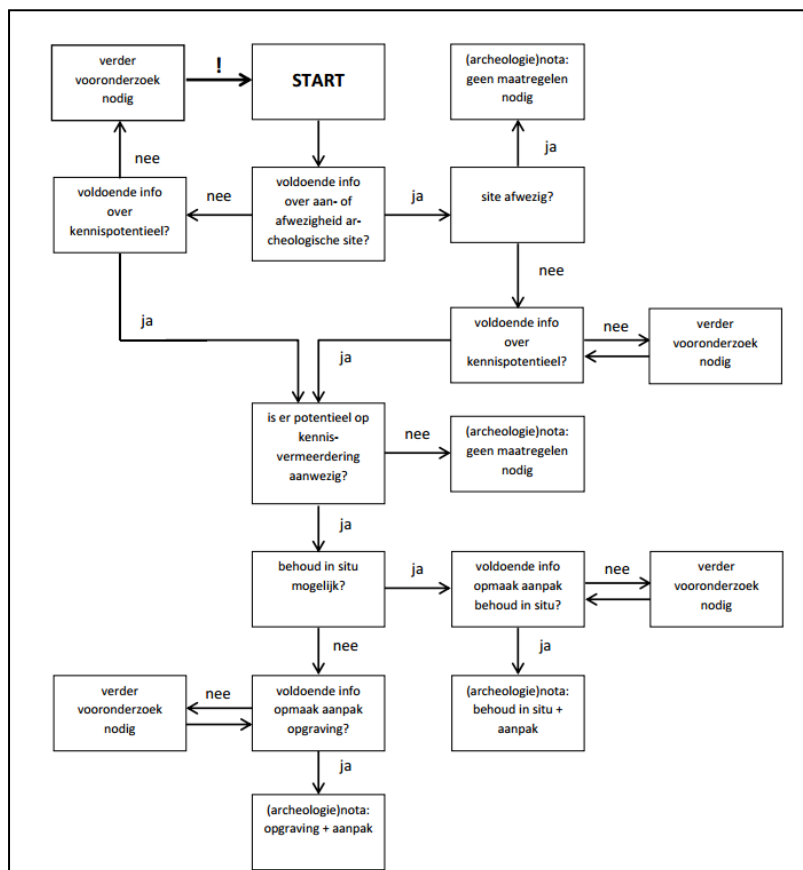 verder
vooronderzoek
nodig
!
START
(archeologie)nota:
geen maatregelen
nodig
nee
ja
voldoende info
over
kennispotentieel?
nee
voldoende info
over aan- of
afwezigheid ar-
cheologische site?
ja
site afwezig?
nee
ja
voldoende info
over
kennispotentieel?
nee
verder
vooronderzoek
nodig
ja
is er potentieel op
kennis-
vermeerdering
aanwezig?
nee
(archeologie)nota:
geen maatregelen
nodig
ja
behoud in situ
mogelijk?
ja
voldoende info
opmaak aanpak
behoud in situ?
nee
verder
vooronderzoek
nodig
nee
ja
verder
vooronderzoek
nodig
nee
voldoende info
opmaak aanpak
opgraving?
(archeologie)nota:
behoud in situ +
aanpak
ja
(archeologie)nota:
opgraving + aanpak